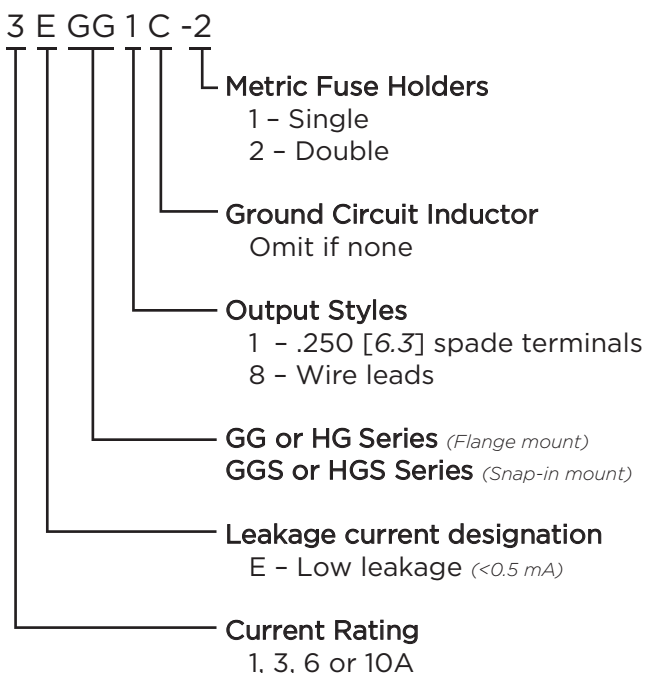 3 E GG 1 C -2
Metric Fuse Holders
1 – Single
2 – Double
Ground Circuit Inductor
Omit if none
Output Styles
1 – .250 [6.3] spade terminals
8 – Wire leads
GG or HG Series (Flange mount)
GGS or HGS Series (Snap-in mount)
Leakage current designation
E – Low leakage (<0.5 mA)
Current Rating
1, 3, 6 or 10A